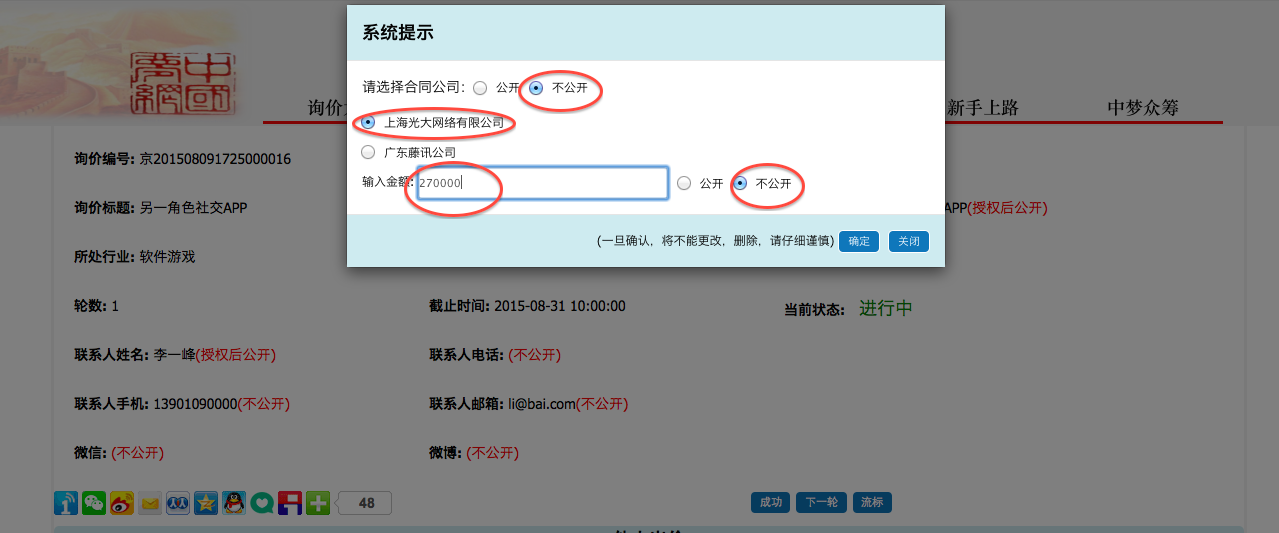 系统提示
请选择合同公司: 公开 不公开
上海光大网络有限公司
广东藤讯公司
输入金额: 270000 公开 不公开
(一旦确认，将不能更改，删除，请仔细谨慎) 确定 关闭
中國
询价 新手上路 中梦众筹
询价编号: 京201508091725000016
询价标题: 另一角色社交APP APP(授权后公开)
所处行业: 软件游戏
轮数: 1 截止时间: 2015-08-31 10:00:00 当前状态: 进行中
联系人姓名: 李一峰(授权后公开) 联系人电话: (不公开)
联系人手机: 13901090000(不公开) 联系人邮箱: li@bai.com(不公开)
微信: (不公开) 微博: (不公开)
48 成功 下一轮 流标